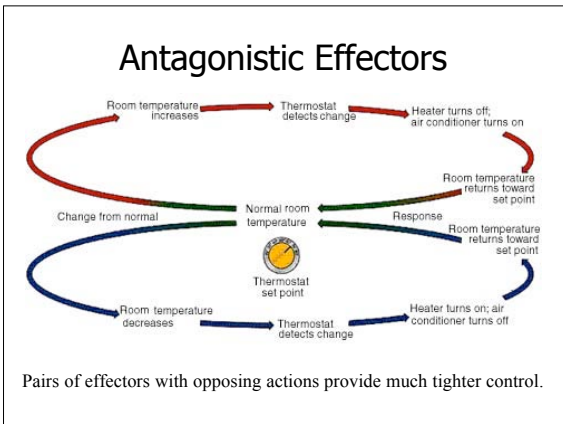 Antagonistic Effectors
Room temperature
increases
Thermostat
detects change
Heater turns off;
air conditioner turns on
Room temperature
returns toward
set point
Change from normal
Normal room
temperature
Response
Room temperature
returns toward
set point
Thermostat
set point
Room temperature
decreases
Thermostat
detects change
Heater turns on; air
conditioner turns off
Pairs of effectors with opposing actions provide much tighter control.